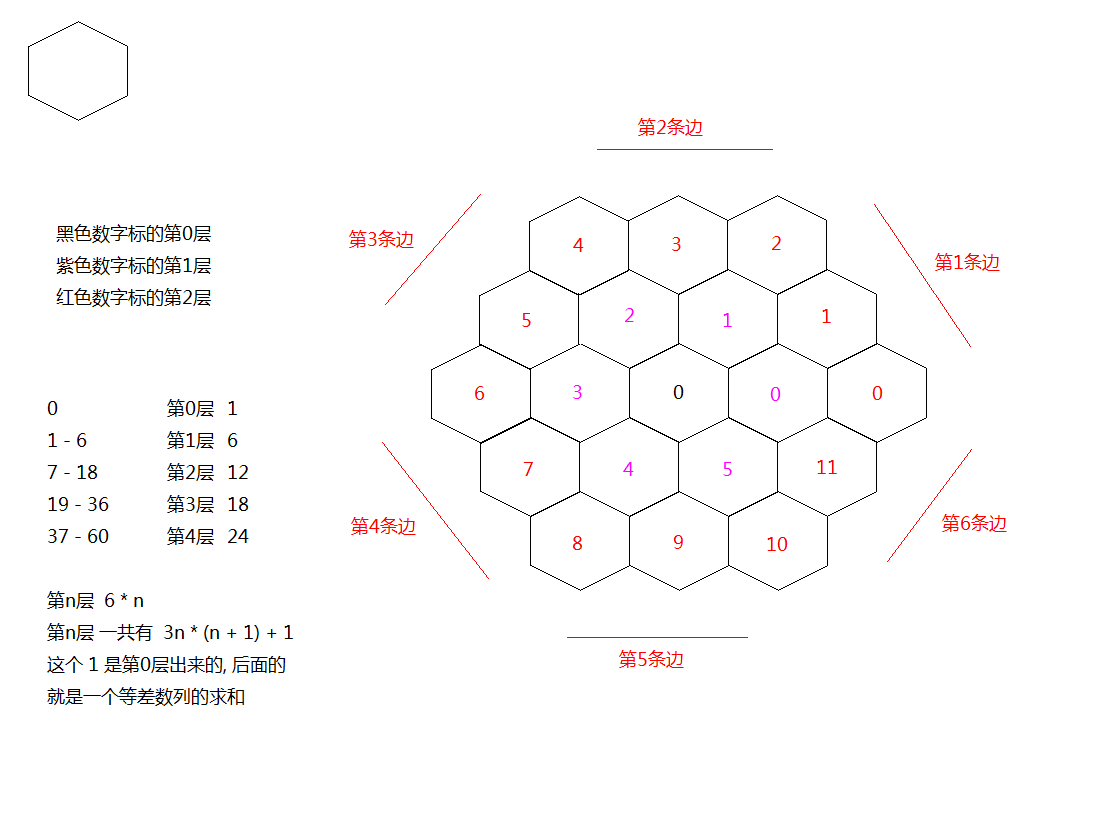 第2条边
第3条边
第1条边
黑色数字标的第0层
紫色数字标的第1层
红色数字标的第2层
4 3 2
5 2 1 1
6 3 0 0 0
7 4 5 11
8 9 10
0 第0层 1
1 - 6 第1层 6
7 - 18 第2层 12
19 - 36 第3层 18
37 - 60 第4层 24
第4条边
第6条边
第n层 6 * n
第n层 一共有 3n * (n + 1) + 1
这个 1 是第0层出来的, 后面的
就是一个等差数列的求和
第5条边